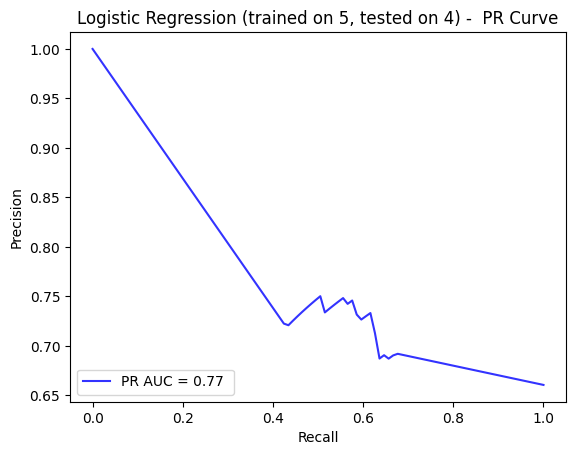 Logistic Regression (trained on 5, tested on 4) -  PR Curve
1.00
0.95
0.90
0.85
0.80
0.75
0.70
0.65
Precision
PR AUC = 0.77
0.0 0.2 0.4 0.6 0.8 1.0
Recall